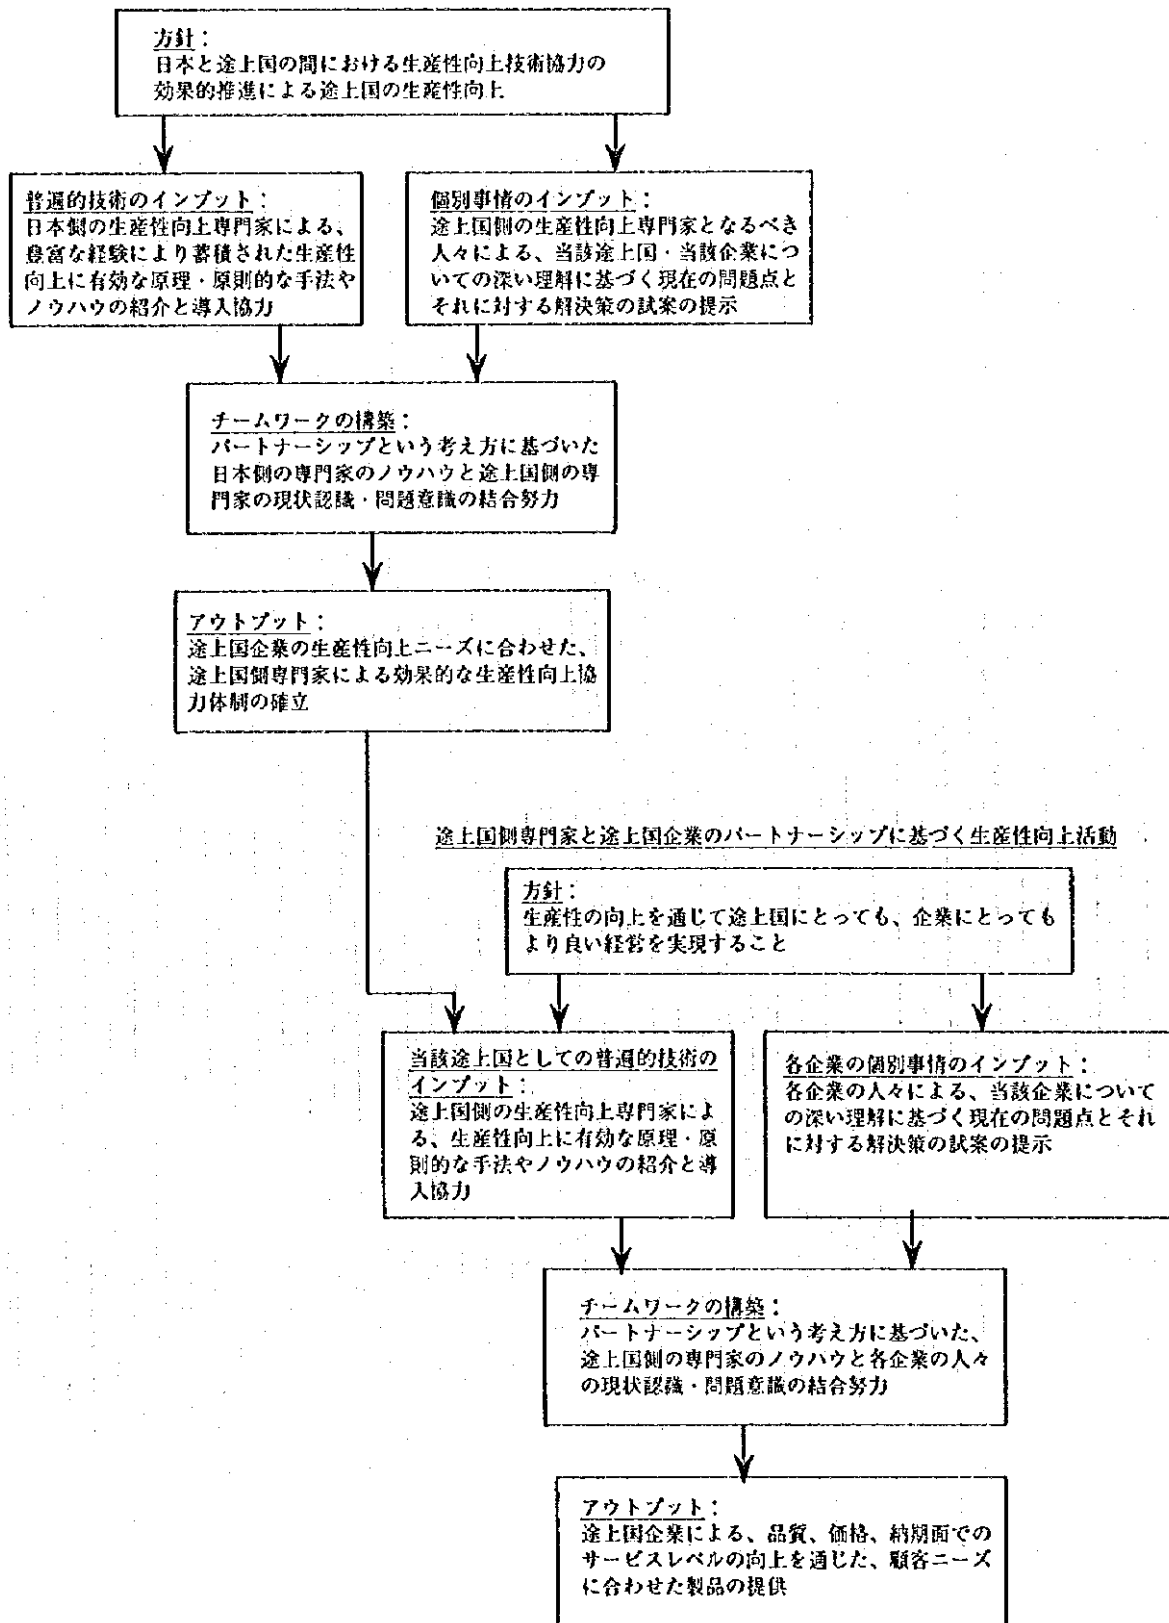 方針：
日本と途上国の間における生産性向上技術協力の
効果的推進による途上国の生産性向上
普遍的技術のインプット：
日本側の生産性向上専門家による、
豊富な経験により蓄積された生産性
向上に有効な原理・原則的な手法や
ノウハウの紹介と導入協力
個別事情のインプット：
途上国側の生産性向上専門家となるべき
人々による、当該途上国・当該企業につ
いての深い理解に基づく現在の問題点と
それに対する解決策の試案の提示
チームワークの構築：
パートナーシップという考え方に基づいた
日本側の専門家のノウハウと途上国側の専
門家の現状認識・問題意識の結合努力
アウトプット：
途上国企業の生産性向上ニーズに合わせた、
途上国側専門家による効果的な生産性向上協
力体制の確立
途上国側専門家と途上国企業のパートナーシップに基づく生産性向上活動
方針：
生産性の向上を通じて途上国にとっても、企業にとっても
より良い経営を実現すること
当該途上国としての普遍的技術の
インプット：
途上国側の生産性向上専門家によ
る、生産性向上に有効な原理・原
則的な手法やノウハウの紹介と導
入協力
各企業の個別事情のインプット：
各企業の人々による、当該企業について
の深い理解に基づく現在の問題点とそれ
に対する解決策の試案の提示
チームワークの構築：
パートナーシップという考え方に基づいた、
途上国側の専門家のノウハウと各企業の人々
の現状認識・問題意識の結合努力
アウトプット：
途上国企業による、品質、価格、納期面での
サービスレベルの向上を通じた、顧客ニーズ
に合わせた製品の提供